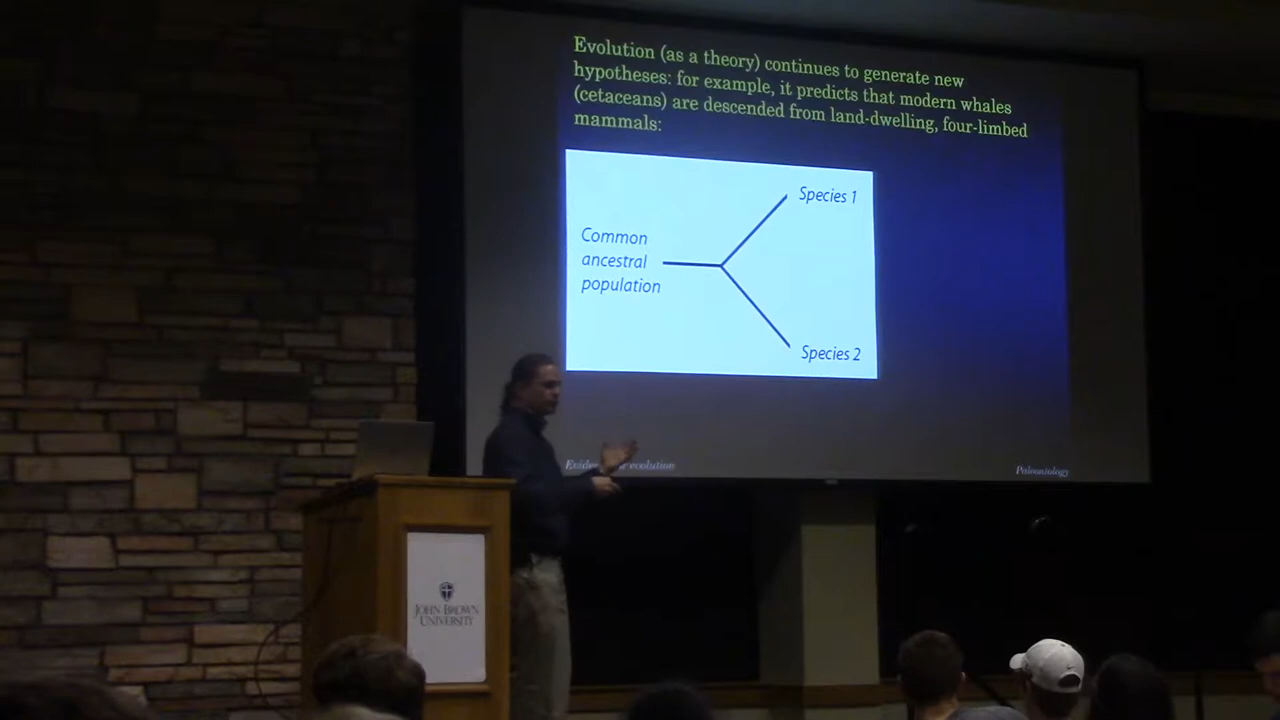 Evolution (as a theory) continues to generate new
hypotheses: for example, it predicts that modern whales
(cetaceans) are descended from land-dwelling, four-limbed
mammals:
Species 1
Common
ancestral
population
Species 2
evolution
Paleontology
JOHN BROWN
UNIVERSITY